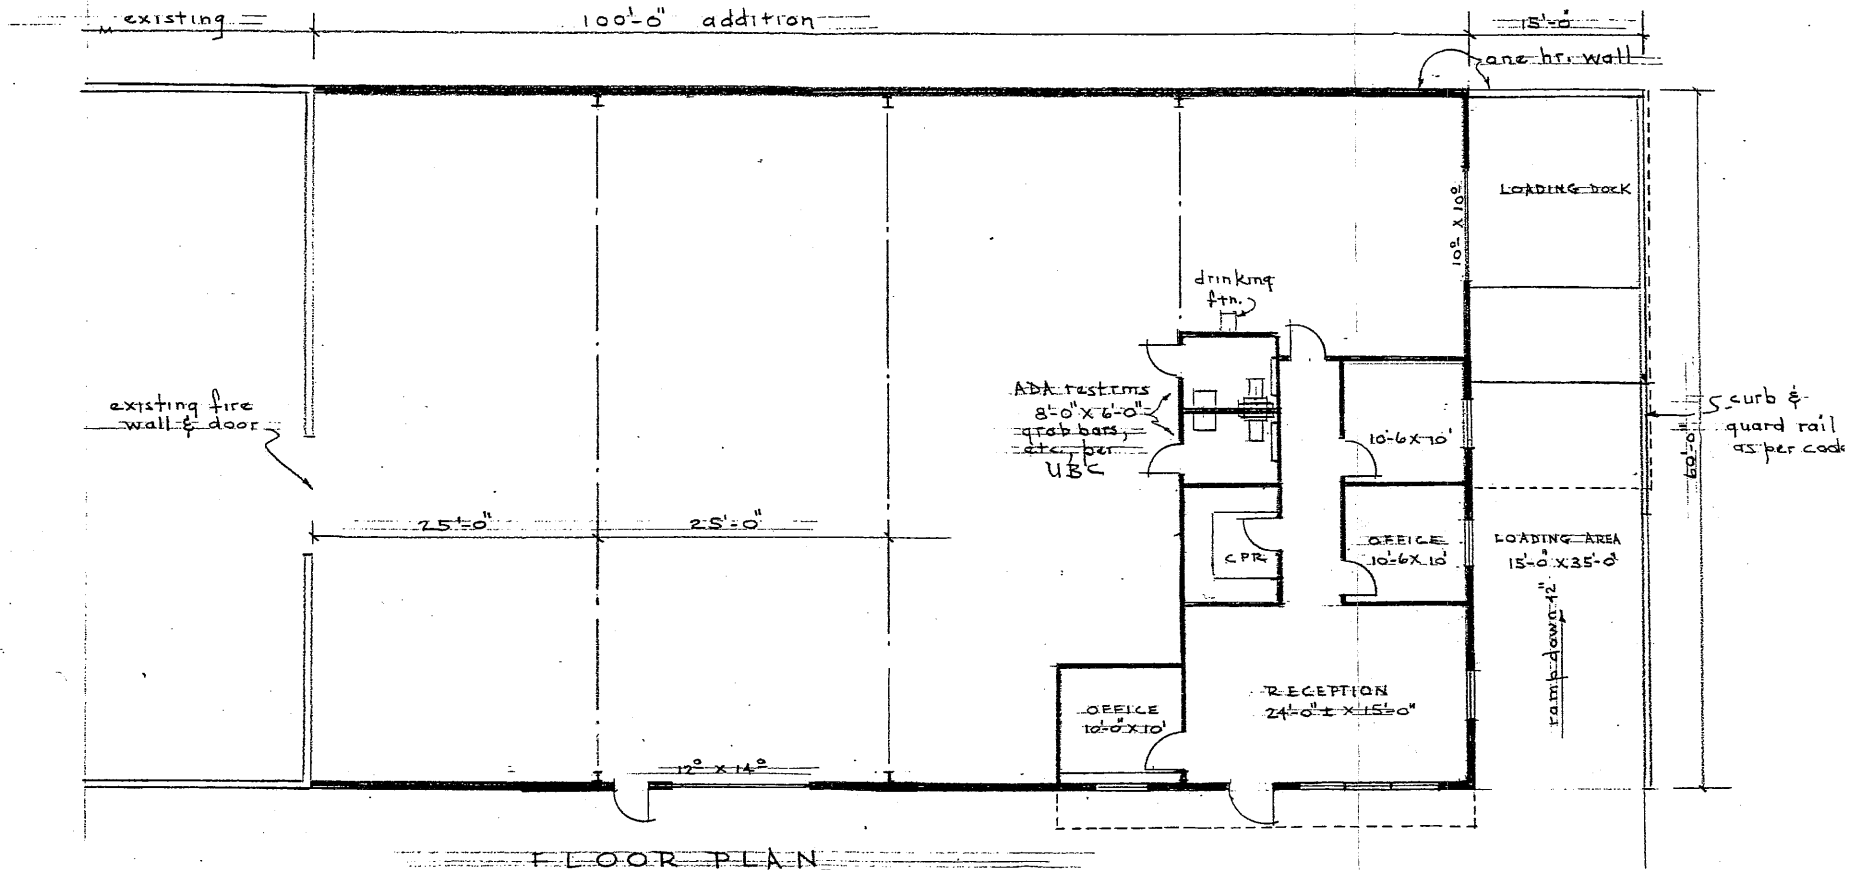 existing
100'-0" addition
15'-0"
one hr. wall
LOADING DOCK
10⁰ X 10⁰
drinking
ftn.
ADA restrms
8'-0" X 6'-0"
grab bars,
etc., per
UBC
existing fire
wall & door
10'-6 X 10'
curb &
guard rail
as per code
60'-0"
25'-0"
25'-0"
CPR
OFFICE
10'-6 X 10'
LOADING AREA
15'-0" X 35'-0"
ramp down 42"
RECEPTION
24'-0" ± X 15'-0"
OFFICE
10'-0" X 10'
12⁰ X 14⁰
FLOOR PLAN